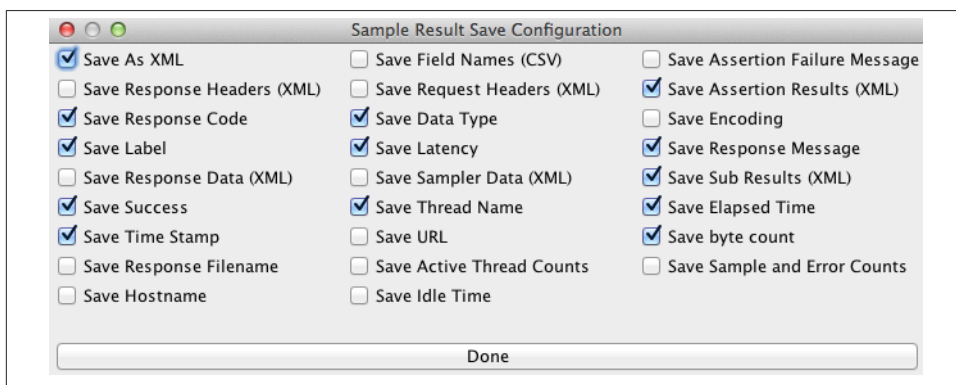 Sample Result Save Configuration
Save As XML
Save Field Names (CSV)
Save Assertion Failure Message
Save Response Headers (XML)
Save Request Headers (XML)
Save Assertion Results (XML)
Save Response Code
Save Data Type
Save Encoding
Save Label
Save Latency
Save Response Message
Save Response Data (XML)
Save Sampler Data (XML)
Save Sub Results (XML)
Save Success
Save Thread Name
Save Elapsed Time
Save Time Stamp
Save URL
Save byte count
Save Response Filename
Save Active Thread Counts
Save Sample and Error Counts
Save Hostname
Save Idle Time
Done